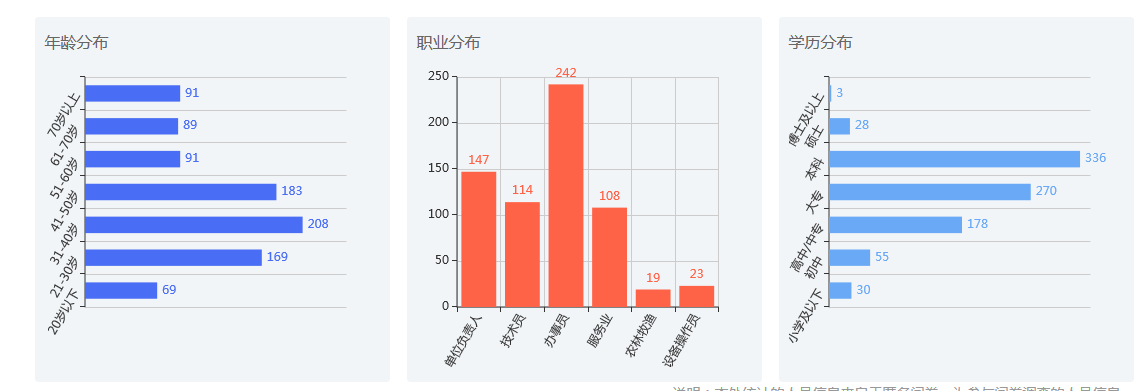 年龄分布
70岁以上 91
61-70岁 89
51-60岁 91
41-50岁 183
31-40岁 208
21-30岁 169
20岁以下 69
职业分布
250
200
150
100
50
0
147
114
242
108
19
23
单位负责人
技术员
办事员
服务业
农林牧渔
设备操作员
学历分布
博士及以上 3
硕士 28
本科 336
大专 270
高中/中专 178
初中 55
小学及以下 30